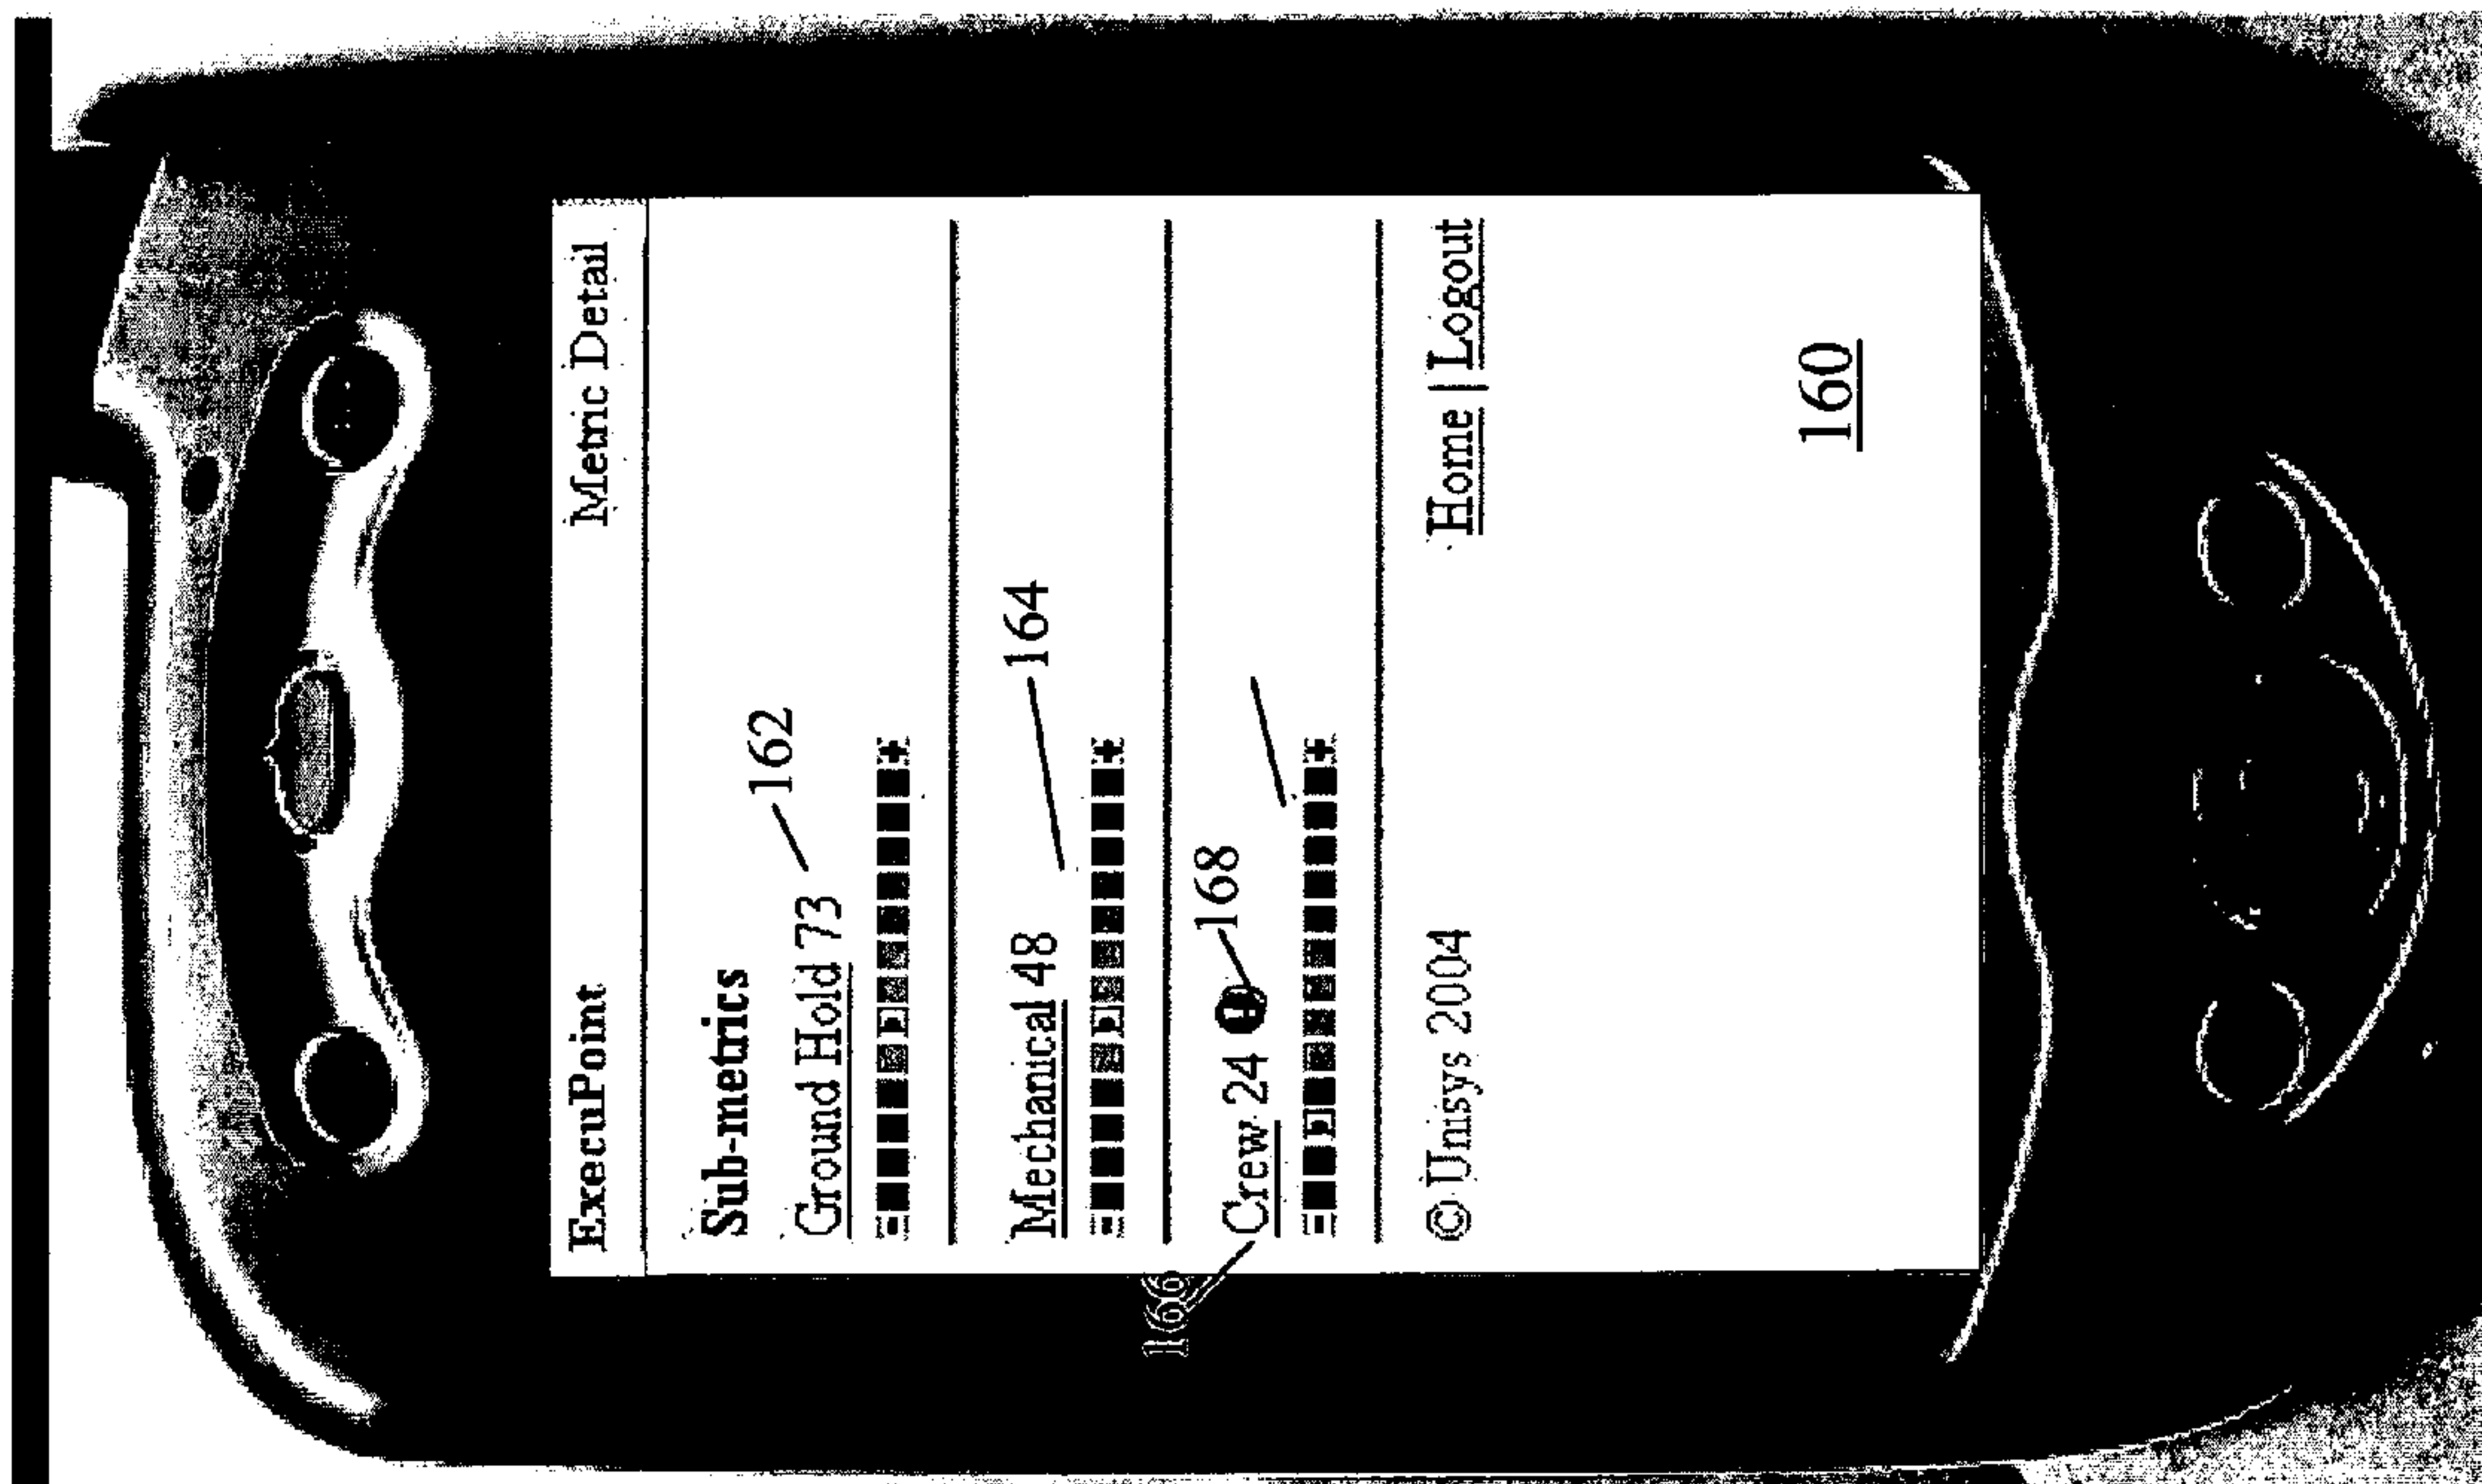 ExecuPoint Metric Detail
Sub-metrics
162
Ground Hold 73
- +
164
Mechanical 48
- +
168
Crew 24
166
- +
© Unisys 2004 Home | Logout
160